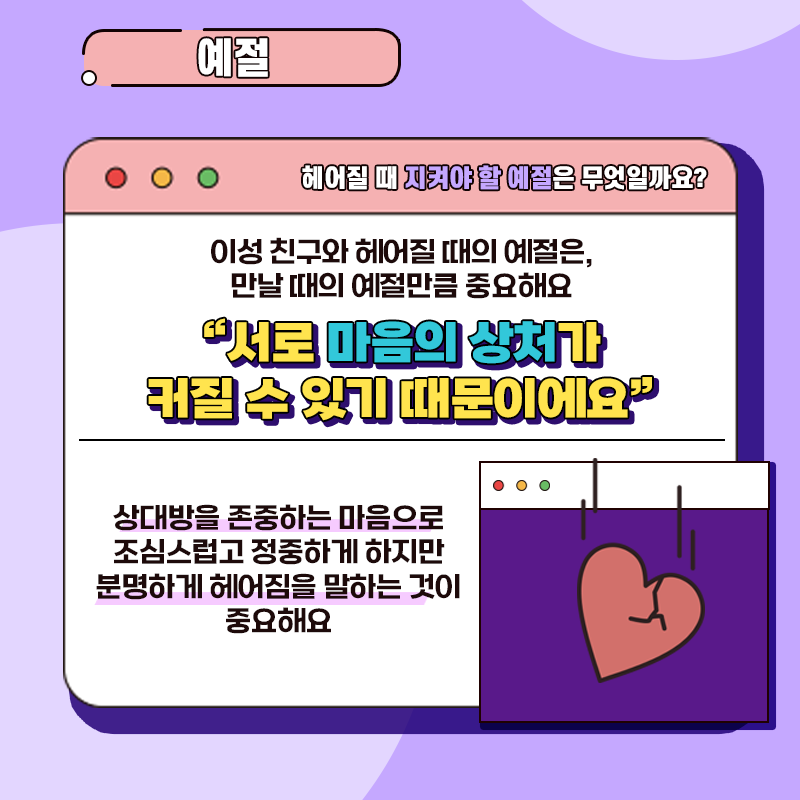 예절
헤어질 때 지켜야 할 예절은 무엇일까요?
이성 친구와 헤어질 때의 예절은,
만날 때의 예절만큼 중요해요
“서로 마음의 상처가
커질 수 있기 때문이에요”
상대방을 존중하는 마음으로
조심스럽고 정중하게 하지만
분명하게 헤어짐을 말하는 것이
중요해요